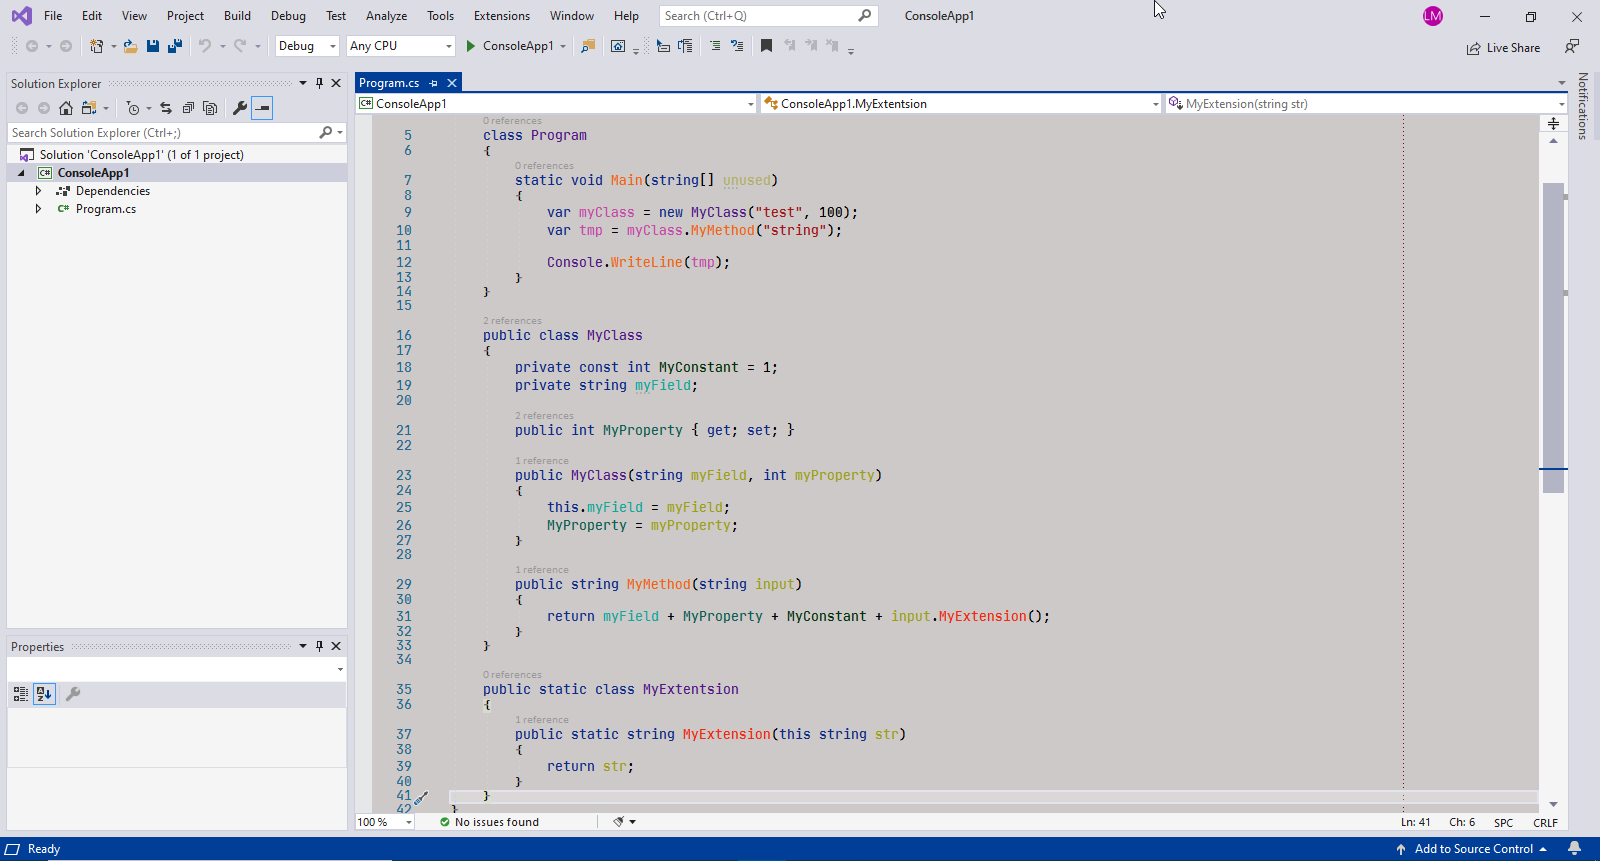 File Edit View Project Build Debug Test Analyze Tools Extensions Window Help Search (Ctrl+Q) ConsoleApp1 LM
Debug Any CPU ConsoleApp1 Live Share
Solution Explorer
Search Solution Explorer (Ctrl+;)
Solution 'ConsoleApp1' (1 of 1 project)
C# ConsoleApp1
Dependencies
C# Program.cs
Properties
Program.cs
C# ConsoleApp1 ConsoleApp1.MyExtentsion MyExtension(string str)
0 references
5 class Program
6 {
0 references
7 static void Main(string[] unused)
8 {
9 var myClass = new MyClass("test", 100);
10 var tmp = myClass.MyMethod("string");
11
12 Console.WriteLine(tmp);
13 }
14 }
15
2 references
16 public class MyClass
17 {
18 private const int MyConstant = 1;
19 private string myField;
20
2 references
21 public int MyProperty { get; set; }
22
1 reference
23 public MyClass(string myField, int myProperty)
24 {
25 this.myField = myField;
26 MyProperty = myProperty;
27 }
28
1 reference
29 public string MyMethod(string input)
30 {
31 return myField + MyProperty + MyConstant + input.MyExtension();
32 }
33 }
34
0 references
35 public static class MyExtentsion
36 {
1 reference
37 public static string MyExtension(this string str)
38 {
39 return str;
40 }
41 }
42 }
100 % No issues found Ln: 41 Ch: 6 SPC CRLF
Notifications
Ready Add to Source Control